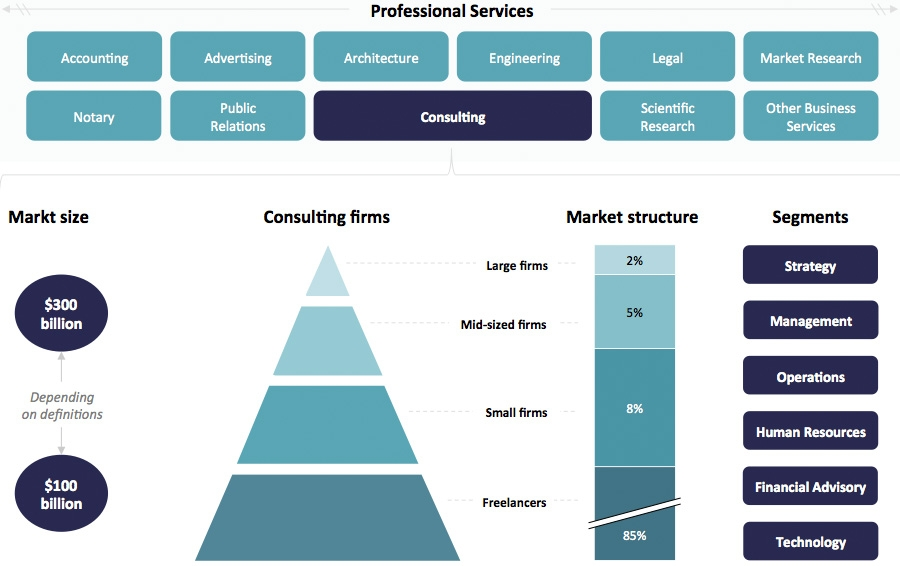 Professional Services
Accounting
Advertising
Architecture
Engineering
Legal
Market Research
Notary
Public
Relations
Consulting
Scientific
Research
Other Business
Services
Markt size
Consulting firms
Market structure
Segments
$300
billion
Depending
on definitions
$100
billion
Large firms
Mid-sized firms
Small firms
Freelancers
2%
5%
8%
85%
Strategy
Management
Operations
Human Resources
Financial Advisory
Technology